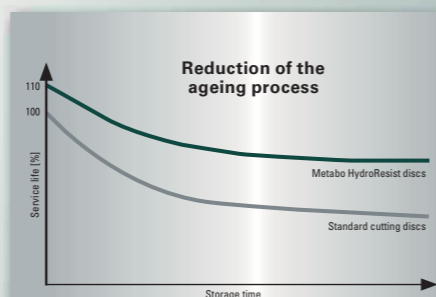 Reduction of the
ageing process
110
100
Service life [%]
Metabo HydroResist discs
Standard cutting discs
Storage time